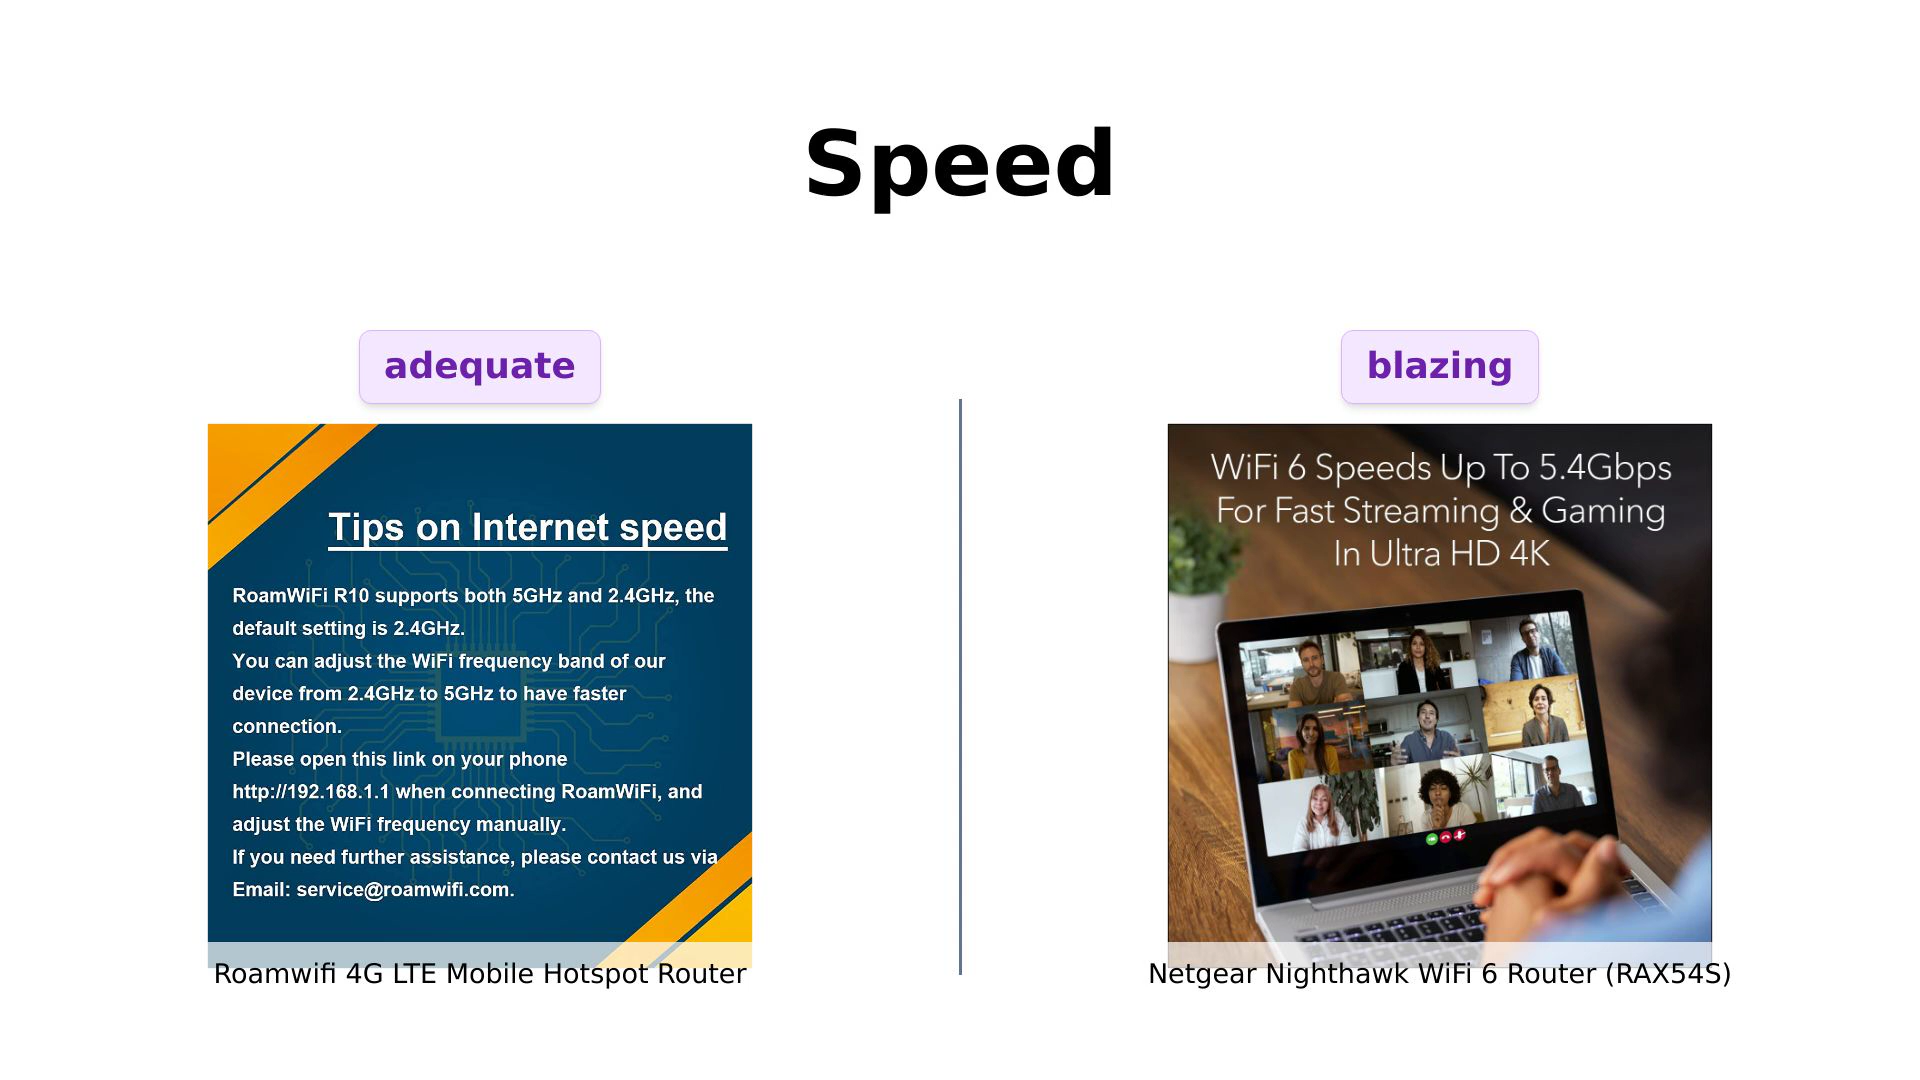 Speed
adequate
blazing
Tips on Internet speed
RoamWiFi R10 supports both 5GHz and 2.4GHz, the
default setting is 2.4GHz.
You can adjust the WiFi frequency band of our
device from 2.4GHz to 5GHz to have faster
connection.
Please open this link on your phone
http://192.168.1.1 when connecting RoamWiFi, and
adjust the WiFi frequency manually.
If you need further assistance, please contact us via
Email: service@roamwifi.com.
Roamwifi 4G LTE Mobile Hotspot Router
WiFi 6 Speeds Up To 5.4Gbps
For Fast Streaming & Gaming
In Ultra HD 4K
Netgear Nighthawk WiFi 6 Router (RAX54S)